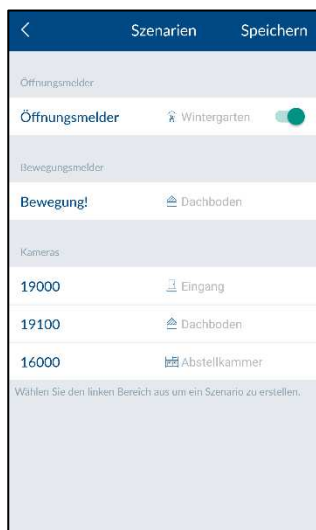 Szenarien Speichern
Öffnungsmelder
Öffnungsmelder Wintergarten
Bewegungsmelder
Bewegung! Dachboden
Kameras
19000 Eingang
19100 Dachboden
16000 Abstellkammer
Wählen Sie den linken Bereich aus um ein Szenario zu erstellen.